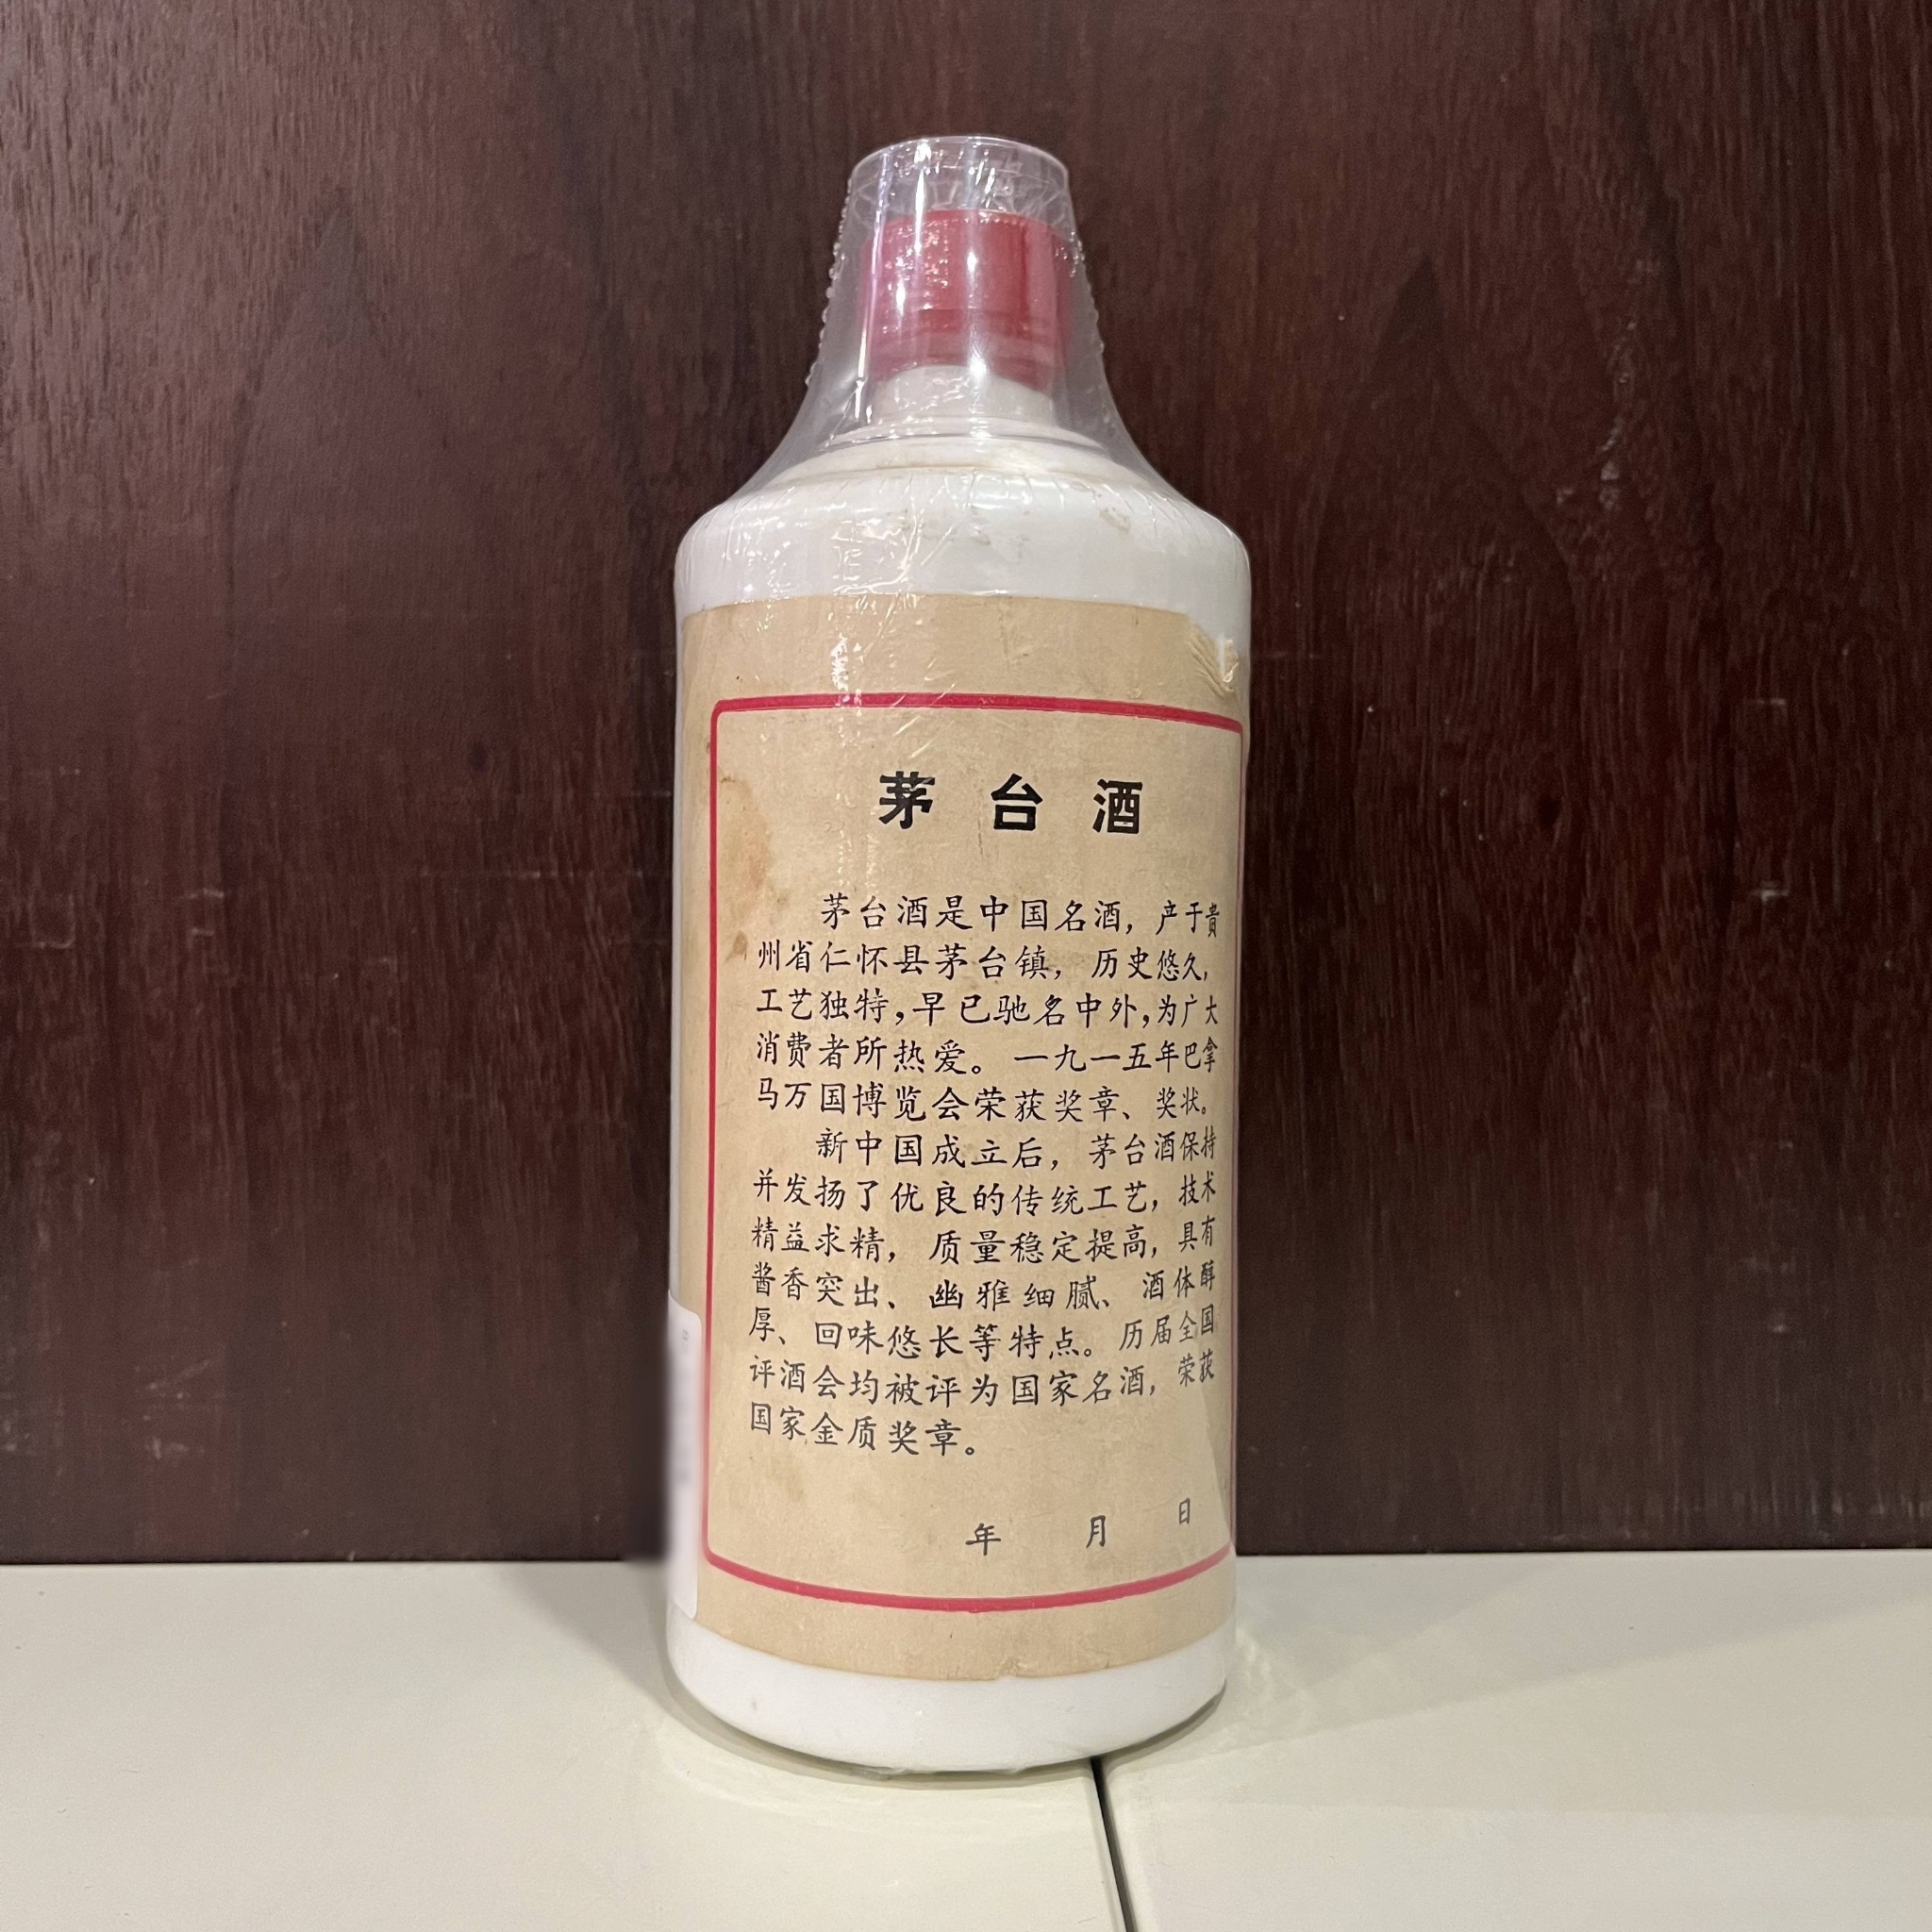 茅台酒
茅台酒是中国名酒，产于贵
州省仁怀县茅台镇，历史悠久，
工艺独特，早已驰名中外，为广大
消费者所热爱。一九一五年巴拿
马万国博览会荣获奖章、奖状。
新中国成立后，茅台酒保持
并发扬了优良的传统工艺，技术
精益求精，质量稳定提高，具有
酱香突出、幽雅细腻、酒体醇
厚、回味悠长等特点。历届全国
评酒会均被评为国家名酒，荣获
国家金质奖章。
年 月 日